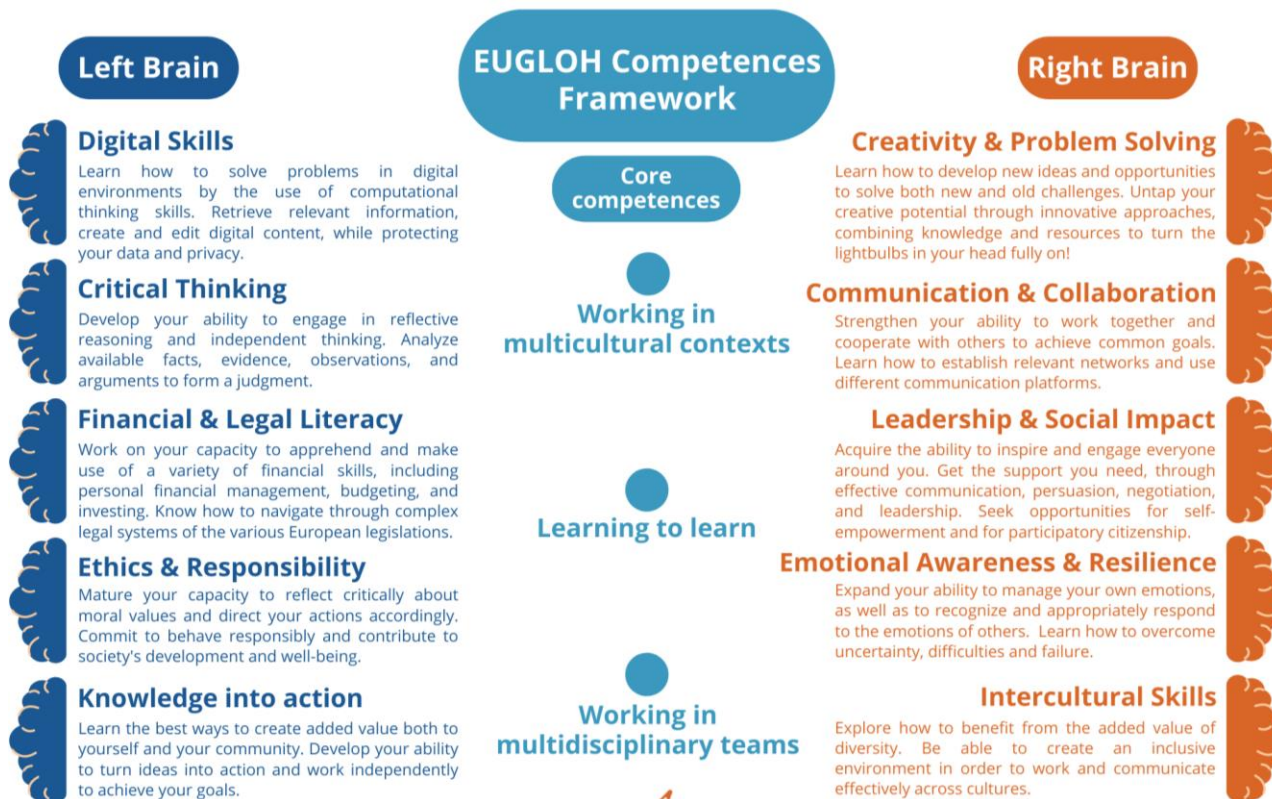 Left Brain
Digital Skills
Learn how to solve problems in digital
environments by the use of computational
thinking skills. Retrieve relevant information,
create and edit digital content, while protecting
your data and privacy.
Critical Thinking
Develop your ability to engage in reflective
reasoning and independent thinking. Analyze
available facts, evidence, observations, and
arguments to form a judgment.
Financial & Legal Literacy
Work on your capacity to apprehend and make
use of a variety of financial skills, including
personal financial management, budgeting, and
investing. Know how to navigate through complex
legal systems of the various European legislations.
Ethics & Responsibility
Mature your capacity to reflect critically about
moral values and direct your actions accordingly.
Commit to behave responsibly and contribute to
society's development and well-being.
Knowledge into action
Learn the best ways to create added value both to
yourself and your community. Develop your ability
to turn ideas into action and work independently
to achieve your goals.
EUGLOH Competences
Framework
Core
competences
Working in
multicultural contexts
Learning to learn
Working in
multidisciplinary teams
Right Brain
Creativity & Problem Solving
Learn how to develop new ideas and opportunities
to solve both new and old challenges. Untap your
creative potential through innovative approaches,
combining knowledge and resources to turn the
lightbulbs in your head fully on!
Communication & Collaboration
Strengthen your ability to work together and
cooperate with others to achieve common goals.
Learn how to establish relevant networks and use
different communication platforms.
Leadership & Social Impact
Acquire the ability to inspire and engage everyone
around you. Get the support you need, through
effective communication, persuasion, negotiation,
and leadership. Seek opportunities for self-
empowerment and for participatory citizenship.
Emotional Awareness & Resilience
Expand your ability to manage your own emotions,
as well as to recognize and appropriately respond
to the emotions of others. Learn how to overcome
uncertainty, difficulties and failure.
Intercultural Skills
Explore how to benefit from the added value of
diversity. Be able to create an inclusive
environment in order to work and communicate
effectively across cultures.